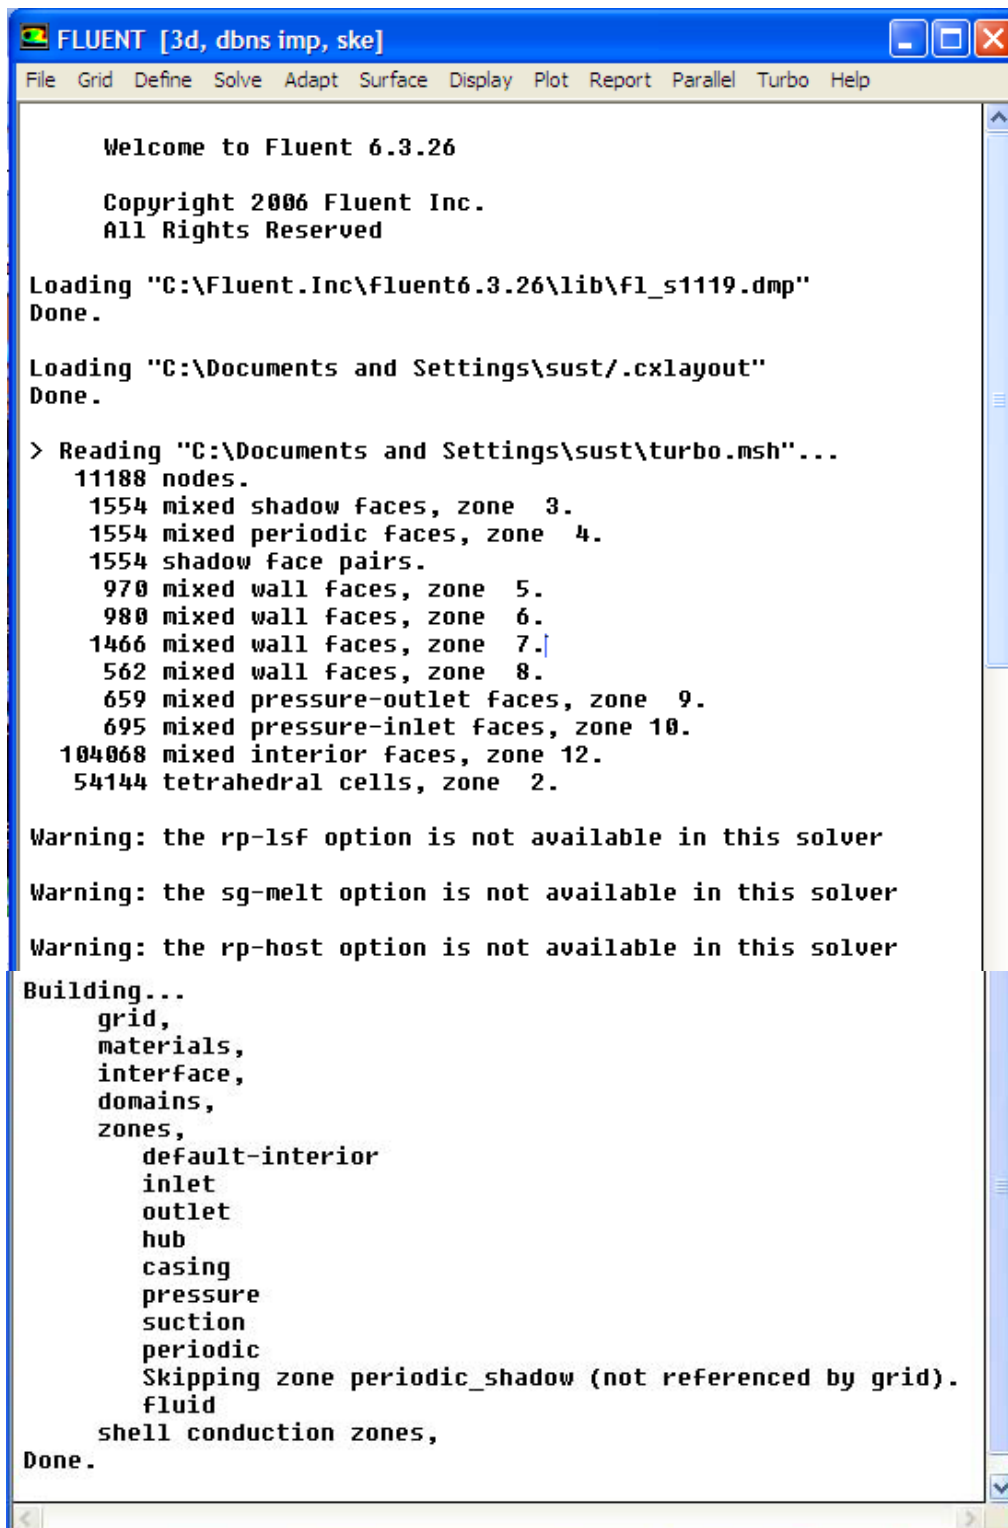 FLUENT [3d, dbns imp, ske]
File Grid Define Solve Adapt Surface Display Plot Report Parallel Turbo Help
Welcome to Fluent 6.3.26
Copyright 2006 Fluent Inc.
All Rights Reserved
Loading "C:\Fluent.Inc\fluent6.3.26\lib\fl_s1119.dmp"
Done.
Loading "C:\Documents and Settings\sust/.cxlayout"
Done.
> Reading "C:\Documents and Settings\sust\turbo.msh"...
11188 nodes.
1554 mixed shadow faces, zone 3.
1554 mixed periodic faces, zone 4.
1554 shadow face pairs.
970 mixed wall faces, zone 5.
980 mixed wall faces, zone 6.
1466 mixed wall faces, zone 7.
562 mixed wall faces, zone 8.
659 mixed pressure-outlet faces, zone 9.
695 mixed pressure-inlet faces, zone 10.
104068 mixed interior faces, zone 12.
54144 tetrahedral cells, zone 2.
Warning: the rp-lsf option is not available in this solver
Warning: the sg-melt option is not available in this solver
Warning: the rp-host option is not available in this solver
Building...
grid,
materials,
interface,
domains,
zones,
default-interior
inlet
outlet
hub
casing
pressure
suction
periodic
Skipping zone periodic_shadow (not referenced by grid).
fluid
shell conduction zones,
Done.